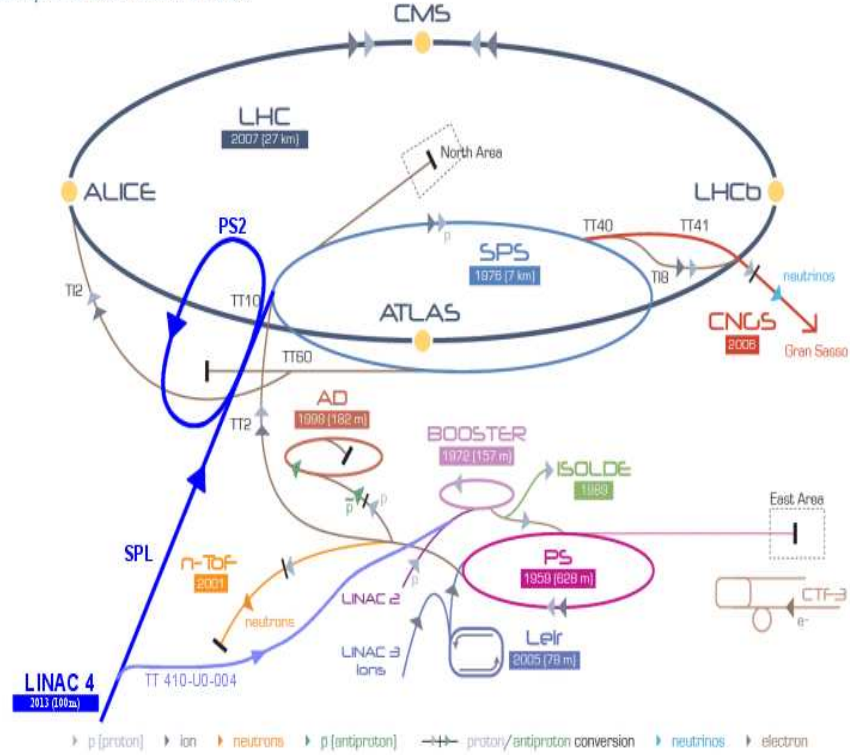 CMS
LHC
2007 (27 km)
North Area
ALICE
LHCb
PS2
TT40
TT41
SPS
1976 (7 km)
p
TI8
neutrinos
TI2
TT10
ATLAS
CNGS
2006
Gran Sasso
TT60
AD
1998 (182 m)
TT2
BOOSTER
1972 (157 m)
ISOLDE
1989
East Area
p̄
p
SPL
n-ToF
2001
PS
1959 (628 m)
p
LINAC 2
CTF-3
e-
neutrons
LINAC 3
Ions
Leir
2005 (78 m)
LINAC 4
2013 (100m)
TT 410-U0-004
p (proton)
ion
neutrons
p̄ (antiproton)
proton/antiproton conversion
neutrinos
electron